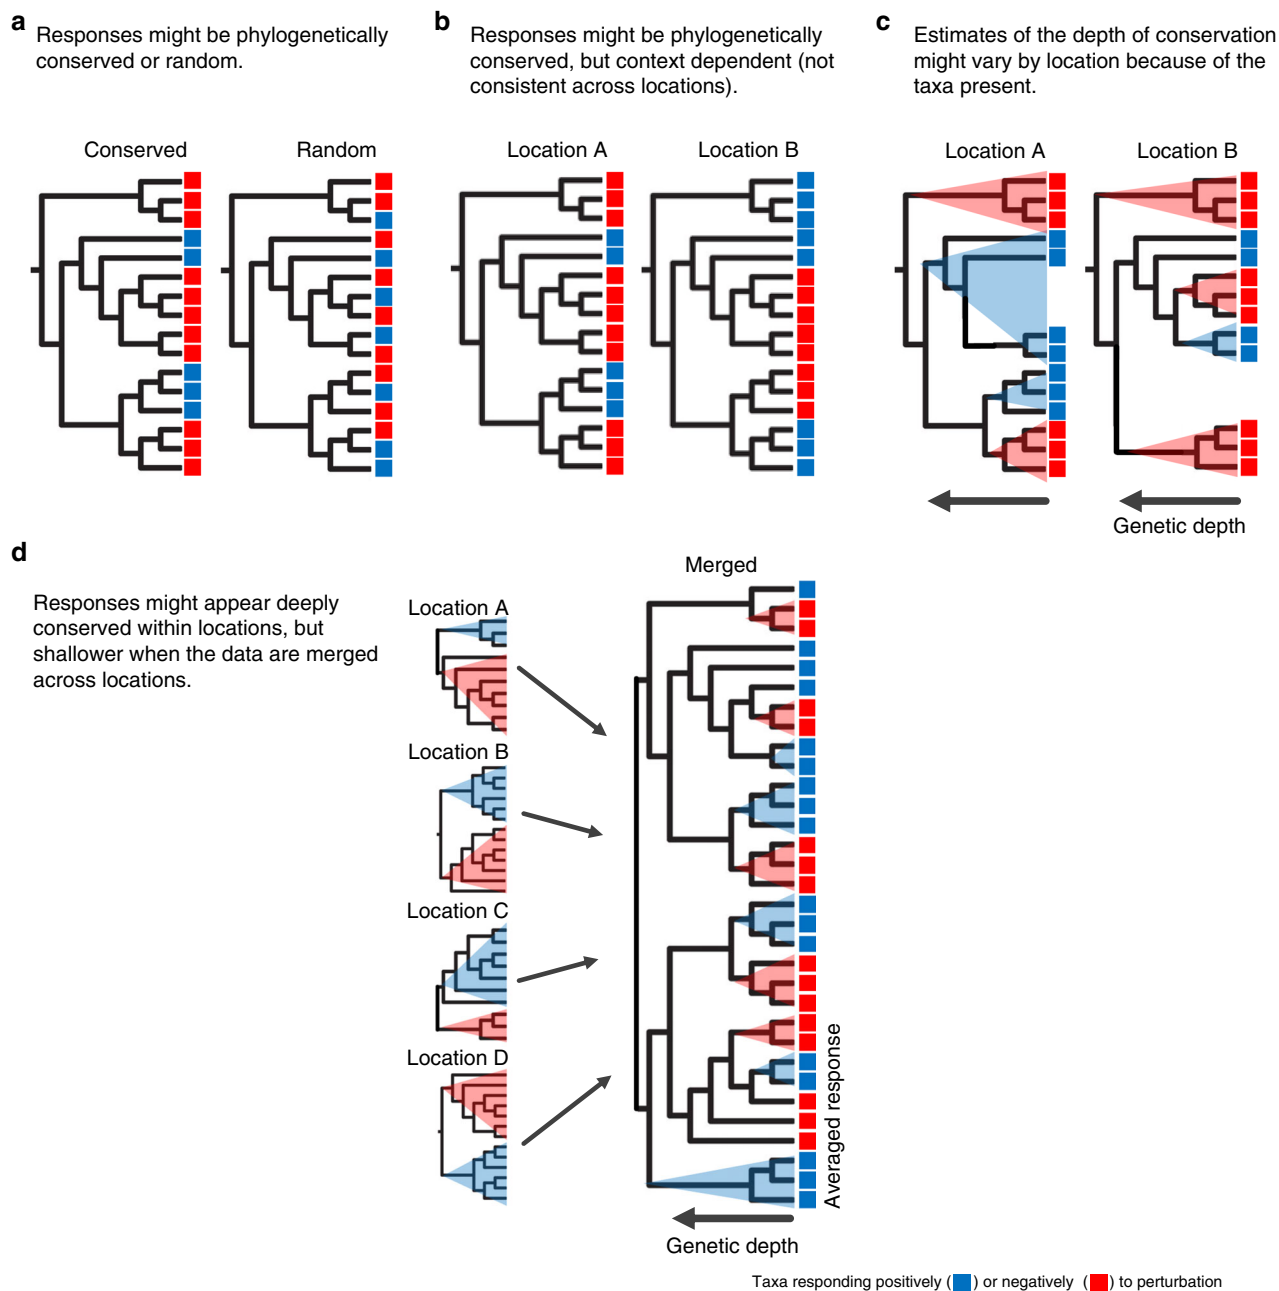 a
Responses might be phylogenetically
conserved or random.
Conserved
Random
b
Responses might be phylogenetically
conserved, but context dependent (not
consistent across locations).
Location A
Location B
c
Estimates of the depth of conservation
might vary by location because of the
taxa present.
Location A
Location B
Genetic depth
d
Responses might appear deeply
conserved within locations, but
shallower when the data are merged
across locations.
Location A
Location B
Location C
Location D
Merged
Averaged response
Genetic depth
Taxa responding positively ( ) or negatively ( ) to perturbation